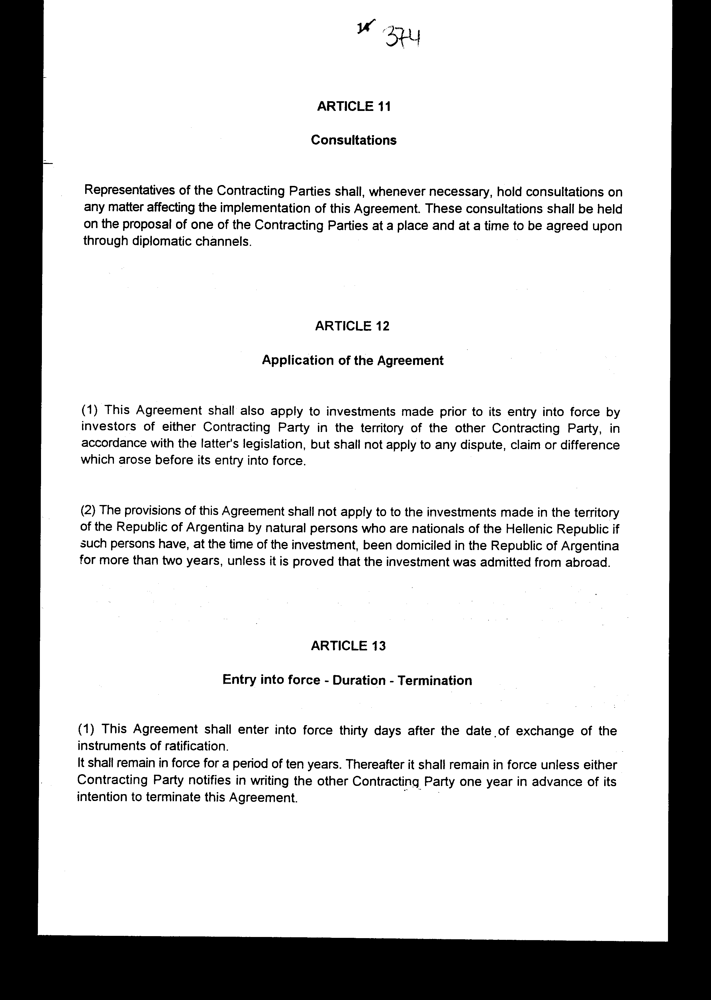 374
ARTICLE 11
Consultations
Representatives of the Contracting Parties shall, whenever necessary, hold consultations on
any matter affecting the implementation of this Agreement. These consultations shall be held
on the proposal of one of the Contracting Parties at a place and at a time to be agreed upon
through diplomatic channels.
ARTICLE 12
Application of the Agreement
(1) This Agreement shall also apply to investments made prior to its entry into force by
investors of either Contracting Party in the territory of the other Contracting Party, in
accordance with the latter's legislation, but shall not apply to any dispute, claim or difference
which arose before its entry into force.
(2) The provisions of this Agreement shall not apply to to the investments made in the territory
of the Republic of Argentina by natural persons who are nationals of the Hellenic Republic if
such persons have, at the time of the investment, been domiciled in the Republic of Argentina
for more than two years, unless it is proved that the investment was admitted from abroad.
ARTICLE 13
Entry into force - Duration - Termination
(1) This Agreement shall enter into force thirty days after the date of exchange of the
instruments of ratification.
It shall remain in force for a period of ten years. Thereafter it shall remain in force unless either
Contracting Party notifies in writing the other Contracting Party one year in advance of its
intention to terminate this Agreement.